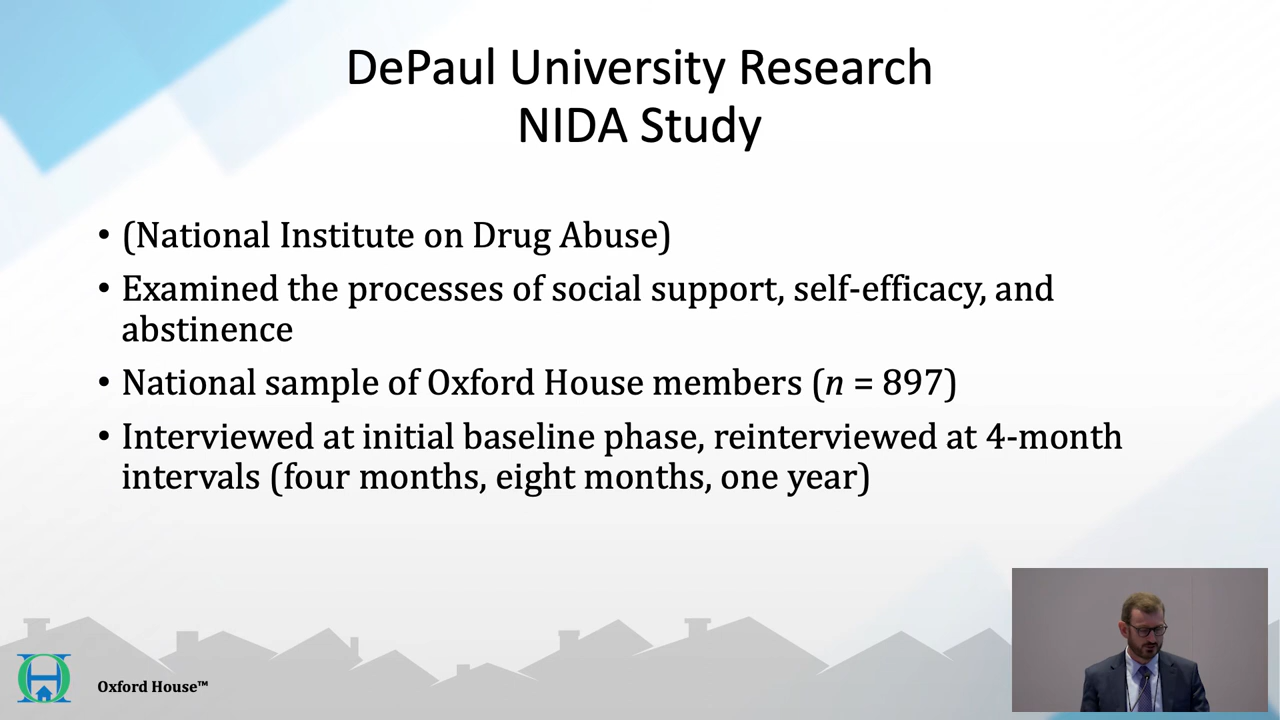 DePaul University Research
NIDA Study
• (National Institute on Drug Abuse)
• Examined the processes of social support, self-efficacy, and
abstinence
• National sample of Oxford House members (n = 897)
• Interviewed at initial baseline phase, reinterviewed at 4-month
intervals (four months, eight months, one year)
Oxford House™